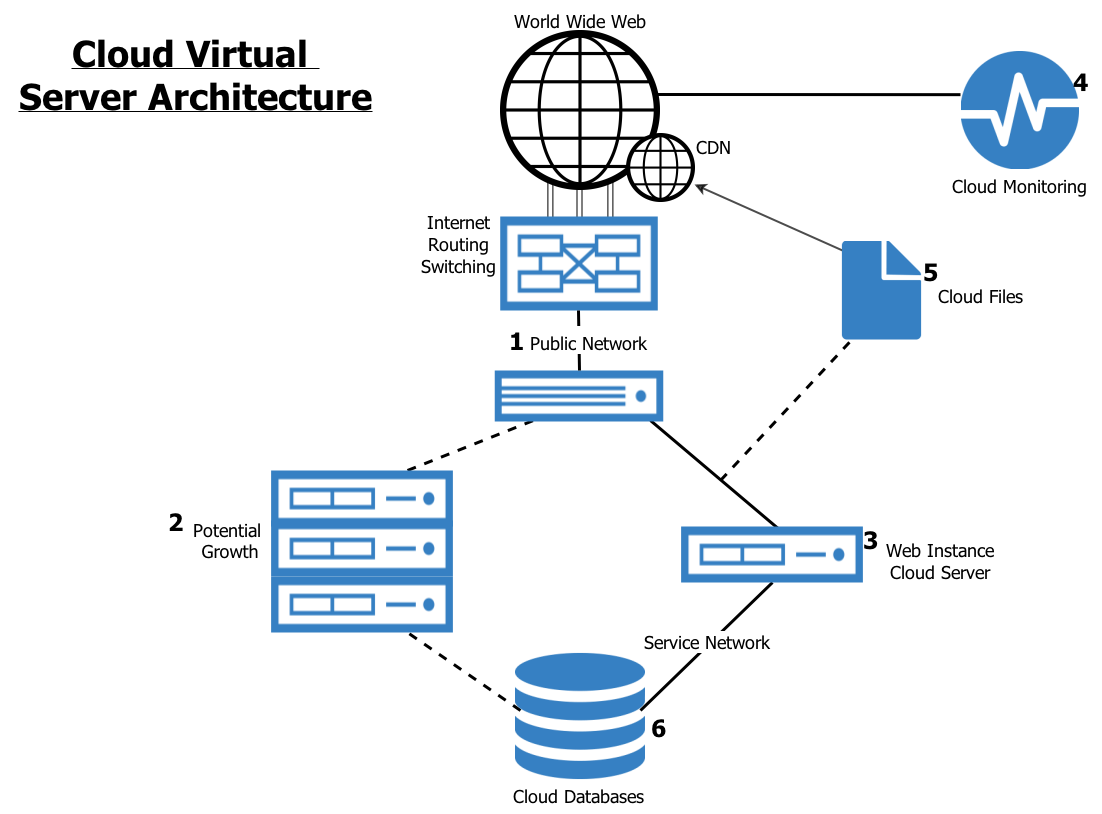 World Wide Web
Cloud Virtual
Server Architecture
4
CDN
Cloud Monitoring
Internet
Routing
Switching
5
Cloud Files
1 Public Network
2 Potential
Growth
3 Web Instance
Cloud Server
Service Network
6
Cloud Databases